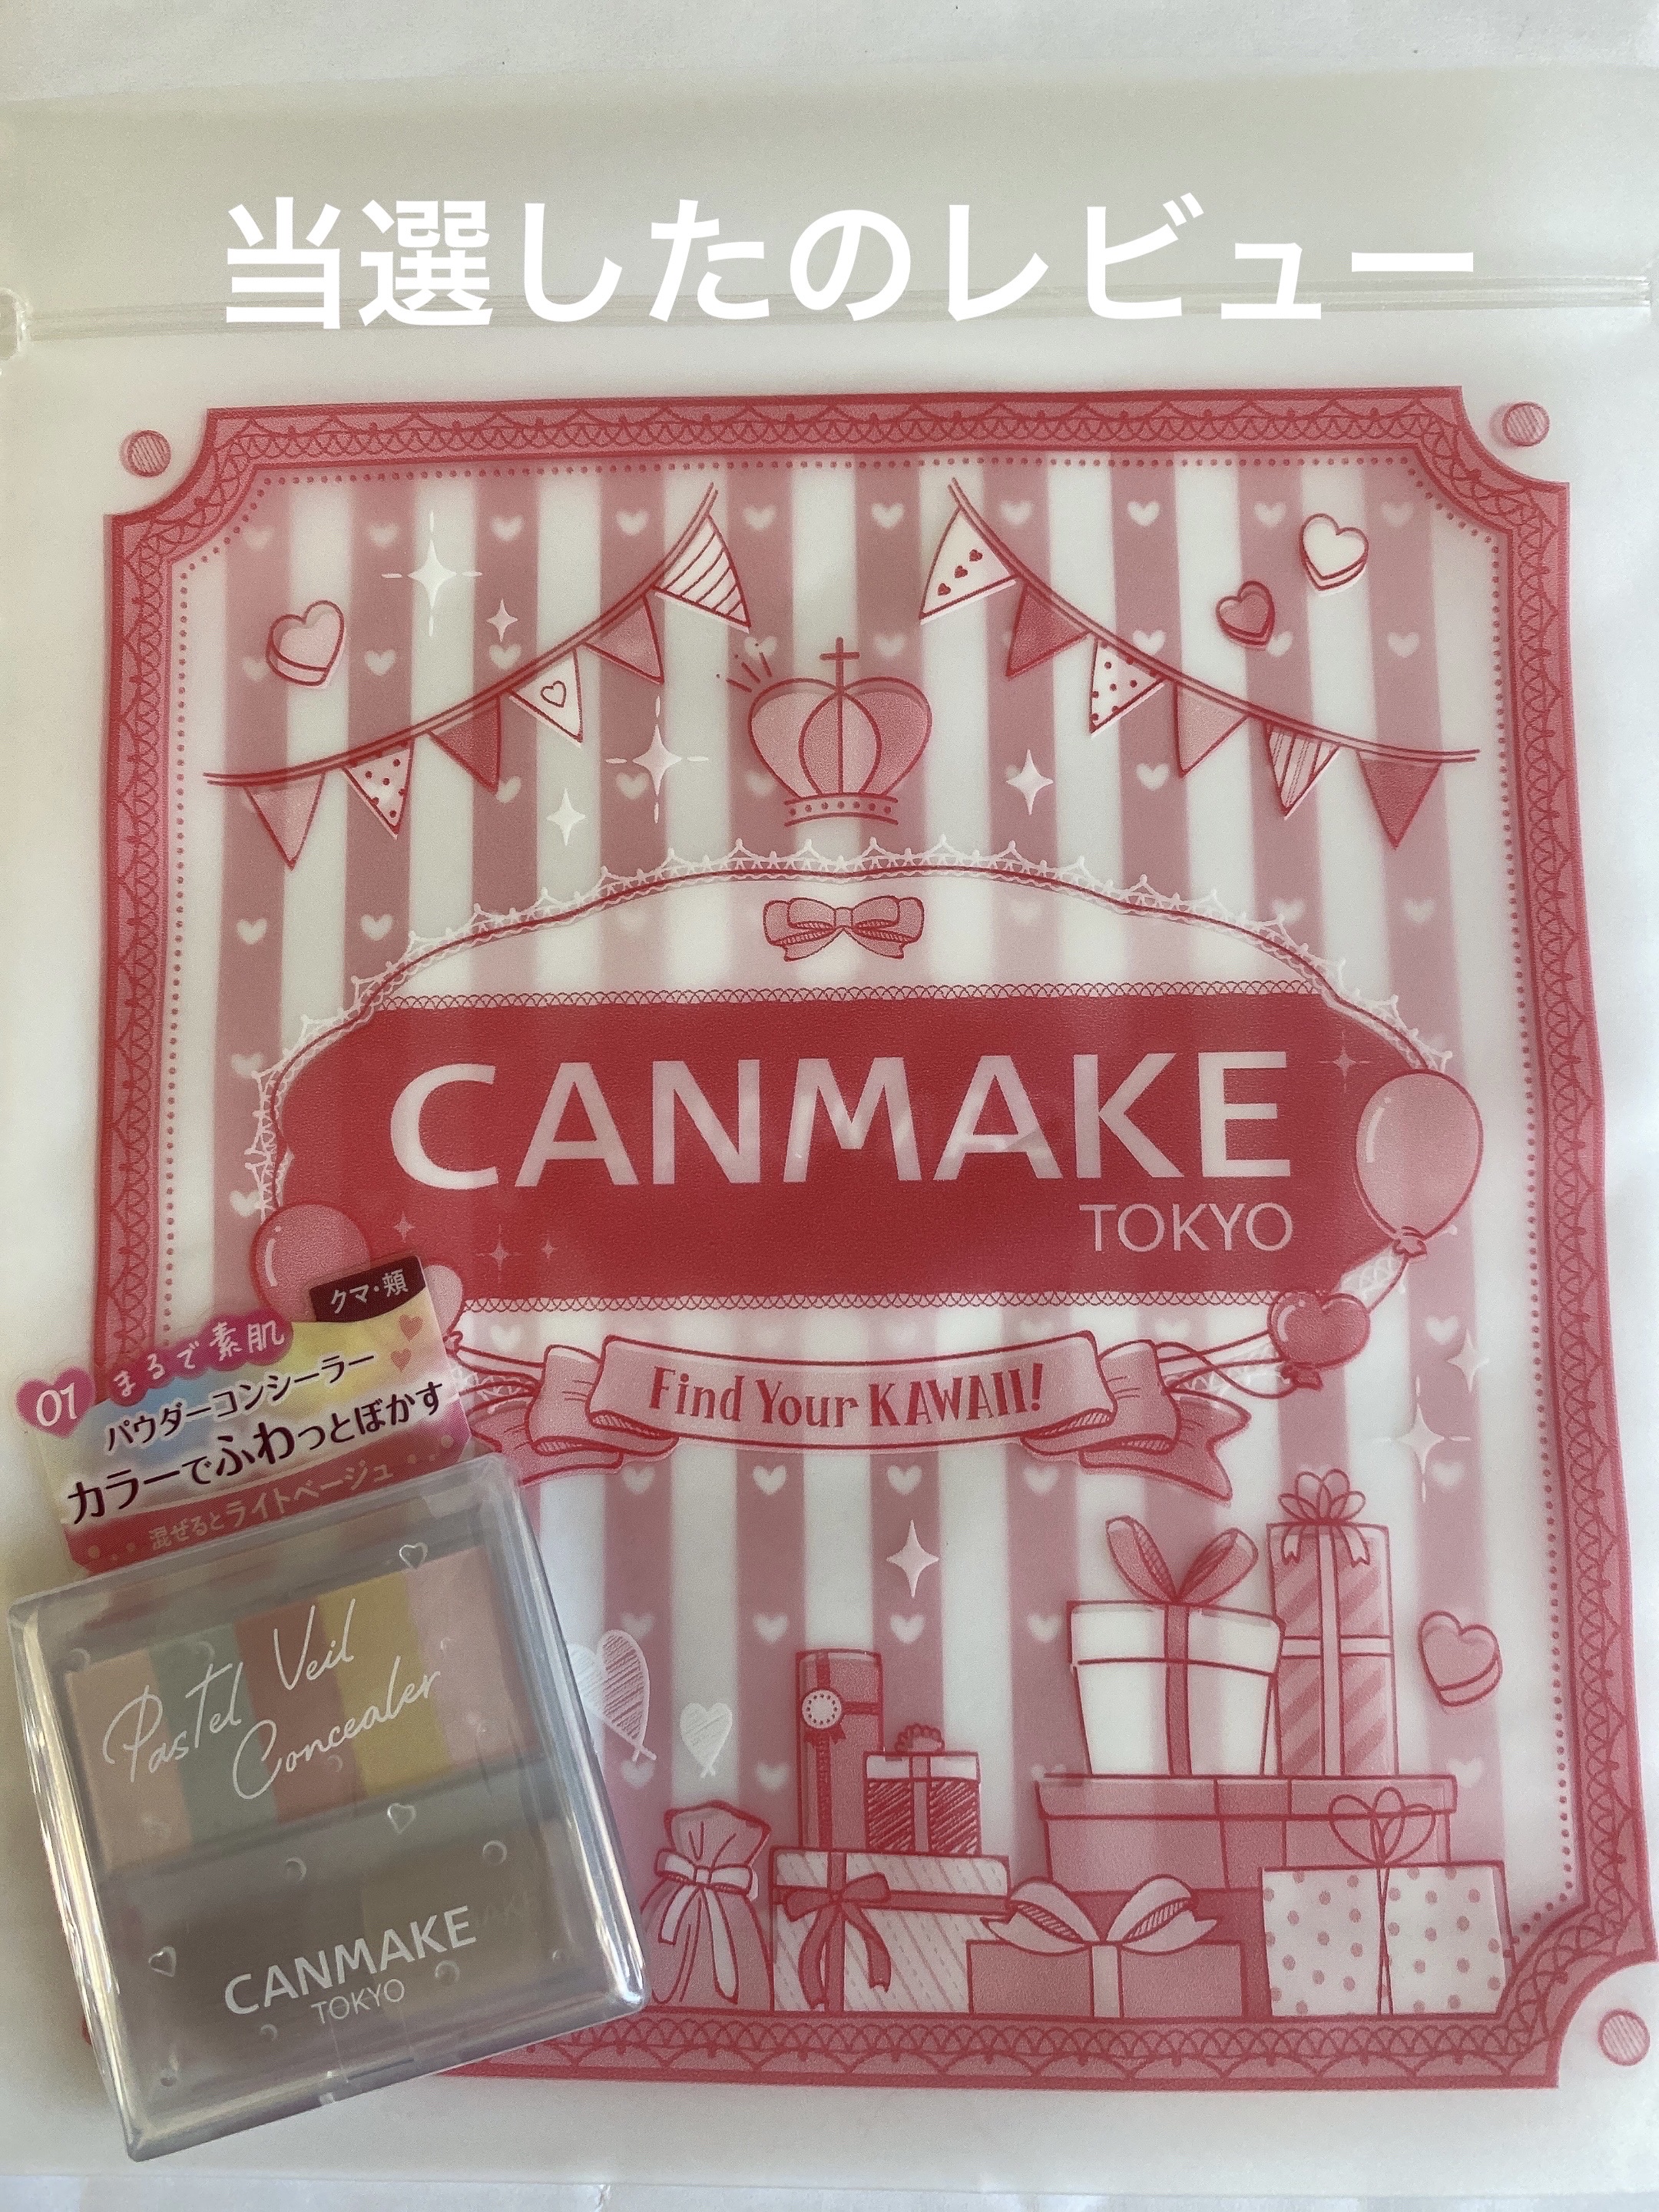 当選したのレビュー
CANMAKE
TOKYO
Find Your KAWAII!
クマ・頬
01 まるで素肌
パウダーコンシーラー
カラーでふわっとぼかす
混ぜるとライトベージュ
Pastel Veil
Concealer
CANMAKE
TOKYO